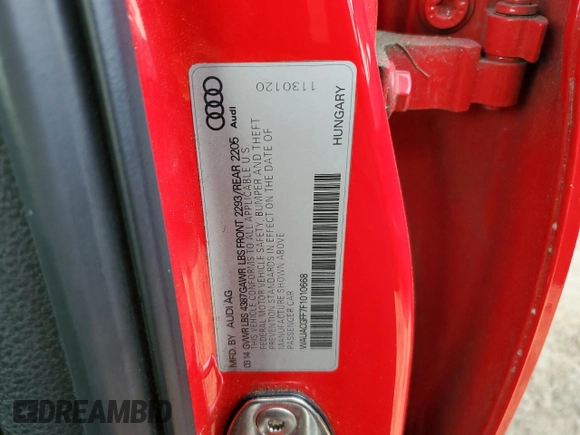 MFD. BY AUDI AG
03/14 GVWR LBS 4387 GAWR LBS FRONT 2293/REAR 2205
THIS VEHICLE CONFORMS TO ALL APPLICABLE U.S.
FEDERAL MOTOR VEHICLE SAFETY, BUMPER AND THEFT
PREVENTION STANDARDS IN EFFECT ON THE DATE OF
MANUFACTURE SHOWN ABOVE
PASSENGER CAR
WAUACGFF7F1010668
HUNGARY
Audi
1130120
DREAMBID